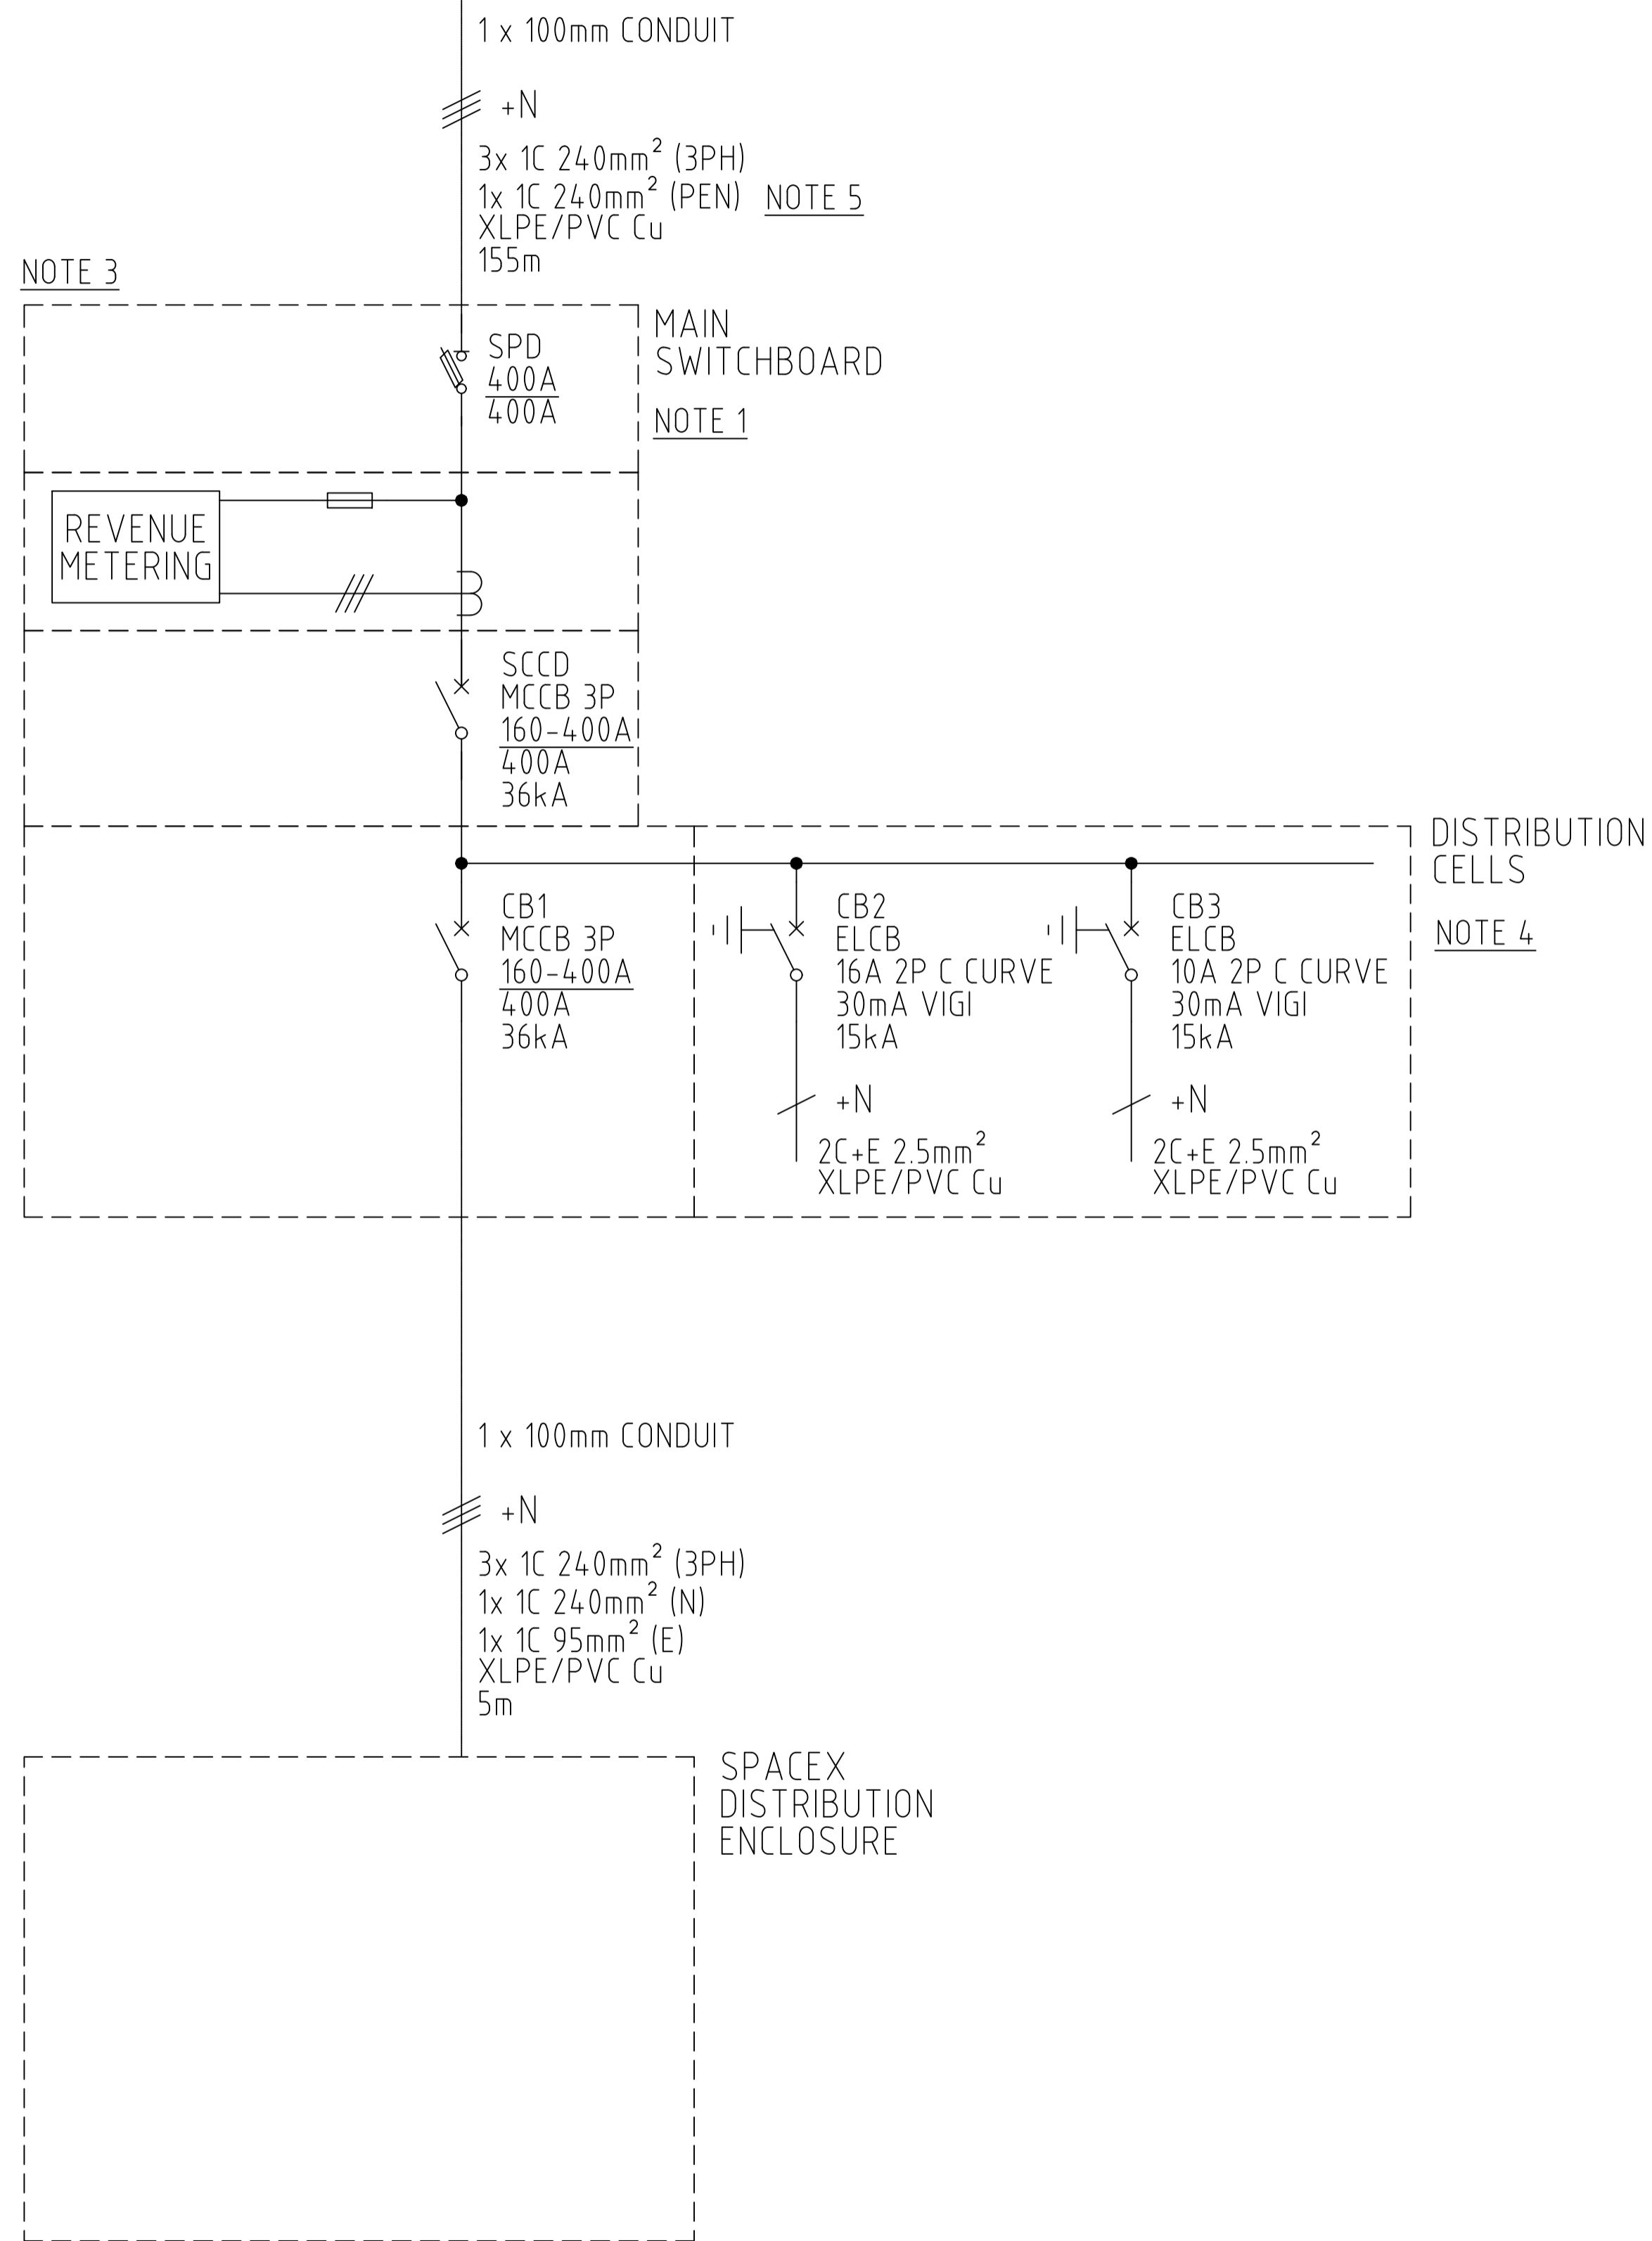 1 x 100mm CONDUIT
+N
3x 1C 240mm² (3PH)
1x 1C 240mm² (PEN) NOTE 5
XLPE/PVC Cu
155m
NOTE 3
MAIN
SWITCHBOARD
NOTE 1
SPD
400A
400A
REVENUE
METERING
SCCD
MCCB 3P
160-400A
400A
36kA
DISTRIBUTION
CELLS
NOTE 4
CB1
MCCB 3P
160-400A
400A
36kA
CB2
ELCB
16A 2P C CURVE
30mA VIGI
15kA
+N
2C+E 2.5mm²
XLPE/PVC Cu
CB3
ELCB
10A 2P C CURVE
30mA VIGI
15kA
+N
2C+E 2.5mm²
XLPE/PVC Cu
1 x 100mm CONDUIT
+N
3x 1C 240mm² (3PH)
1x 1C 240mm² (N)
1x 1C 95mm² (E)
XLPE/PVC Cu
5m
SPACEX
DISTRIBUTION
ENCLOSURE